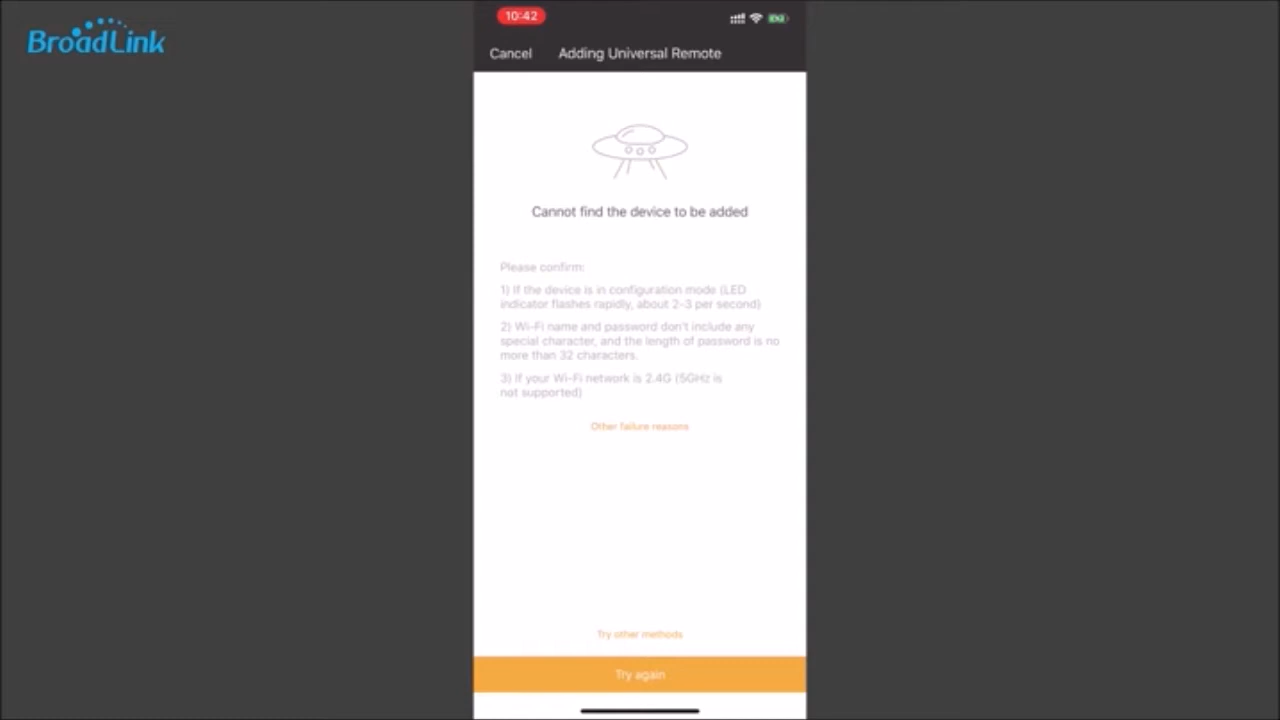 BroadLink
10:42
Cancel Adding Universal Remote
Cannot find the device to be added
Please confirm:
1) If the device is in configuration mode (LED
indicator flashes rapidly, about 2-3 per second)
2) Wi-Fi name and password don't include any
special character, and the length of password is no
more than 32 characters.
3) If your Wi-Fi network is 2.4G (5GHz is
not supported)
Other failure reasons
Try other methods
Try again